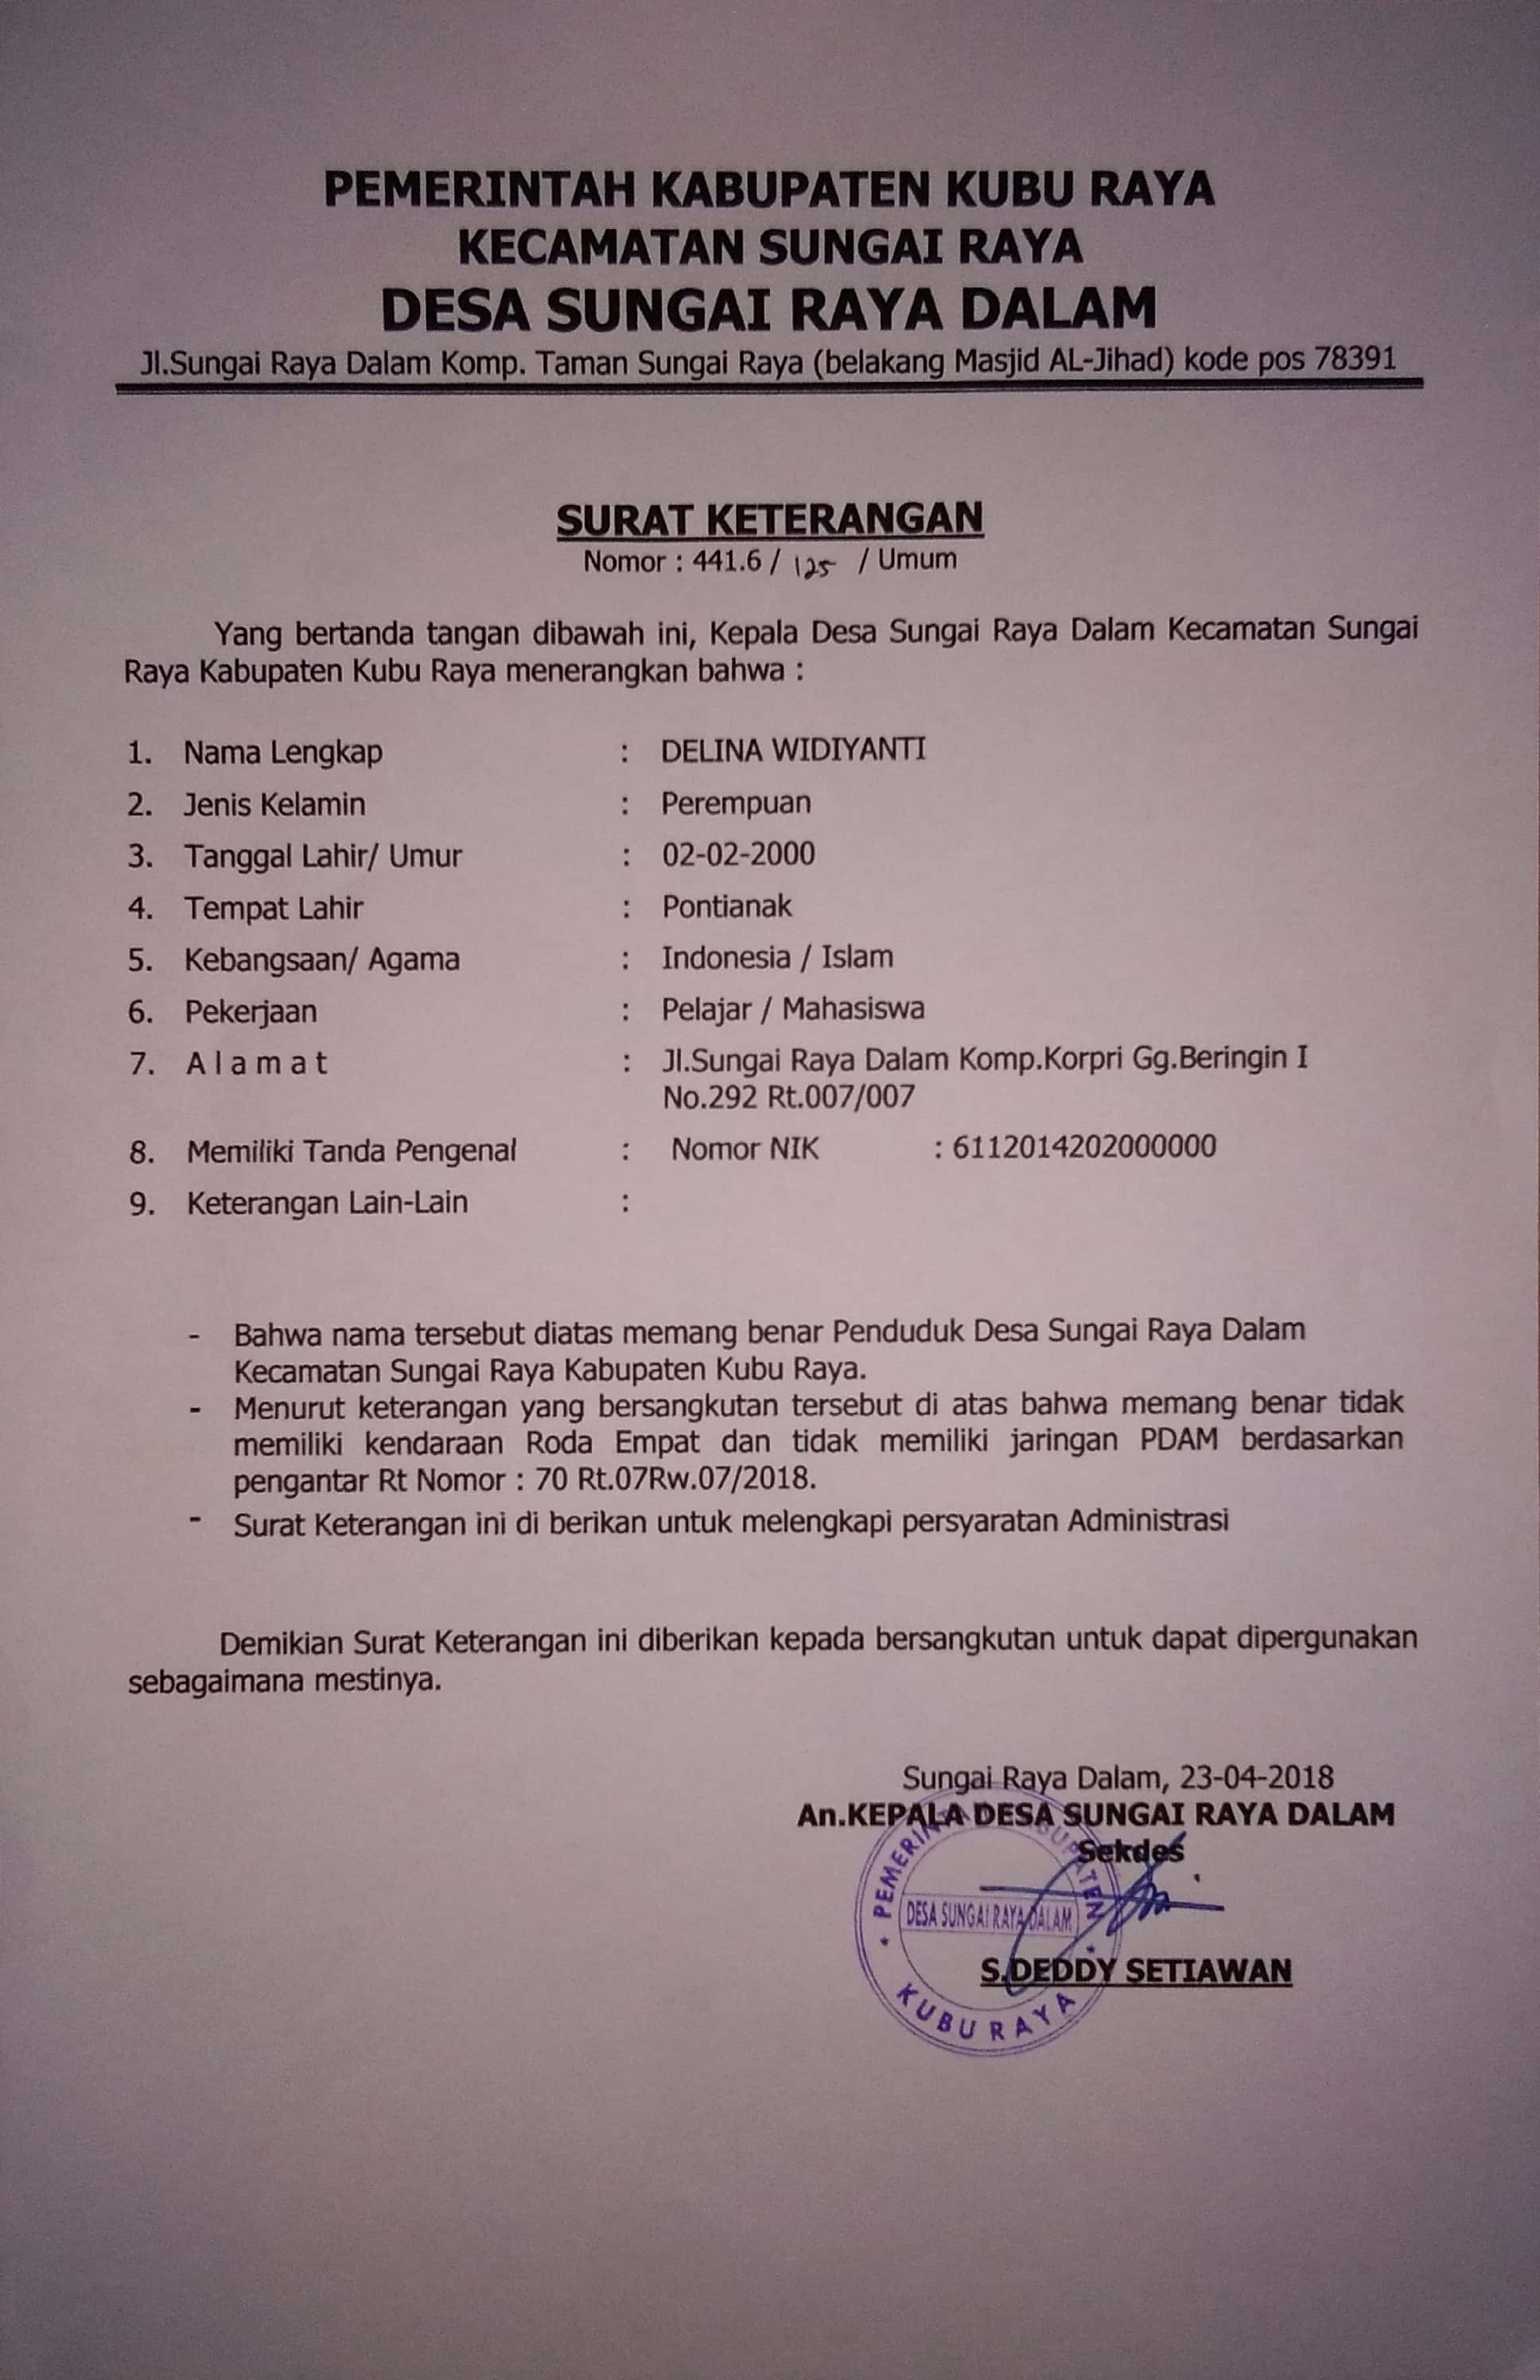 PEMERINTAH KABUPATEN KUBU RAYA
KECAMATAN SUNGAI RAYA
DESA SUNGAI RAYA DALAM
Jl.Sungai Raya Dalam Komp. Taman Sungai Raya (belakang Masjid AL-Jihad) kode pos 78391
SURAT KETERANGAN
Nomor : 441.6 / 125 / Umum
Yang bertanda tangan dibawah ini, Kepala Desa Sungai Raya Dalam Kecamatan Sungai
Raya Kabupaten Kubu Raya menerangkan bahwa :
1. Nama Lengkap : DELINA WIDIYANTI
2. Jenis Kelamin : Perempuan
3. Tanggal Lahir/ Umur : 02-02-2000
4. Tempat Lahir : Pontianak
5. Kebangsaan/ Agama : Indonesia / Islam
6. Pekerjaan : Pelajar / Mahasiswa
7. A l a m a t : Jl.Sungai Raya Dalam Komp.Korpri Gg.Beringin I
No.292 Rt.007/007
8. Memiliki Tanda Pengenal : Nomor NIK : 6112014202000000
9. Keterangan Lain-Lain :
- Bahwa nama tersebut diatas memang benar Penduduk Desa Sungai Raya Dalam
Kecamatan Sungai Raya Kabupaten Kubu Raya.
- Menurut keterangan yang bersangkutan tersebut di atas bahwa memang benar tidak
memiliki kendaraan Roda Empat dan tidak memiliki jaringan PDAM berdasarkan
pengantar Rt Nomor : 70 Rt.07Rw.07/2018.
- Surat Keterangan ini di berikan untuk melengkapi persyaratan Administrasi
Demikian Surat Keterangan ini diberikan kepada bersangkutan untuk dapat dipergunakan
sebagaimana mestinya.
Sungai Raya Dalam, 23-04-2018
An.KEPALA DESA SUNGAI RAYA DALAM
Sekdes
PEMERINTAH KABUPATEN
DESA SUNGAI RAYA DALAM
KUBU RAYA
S.DEDDY SETIAWAN